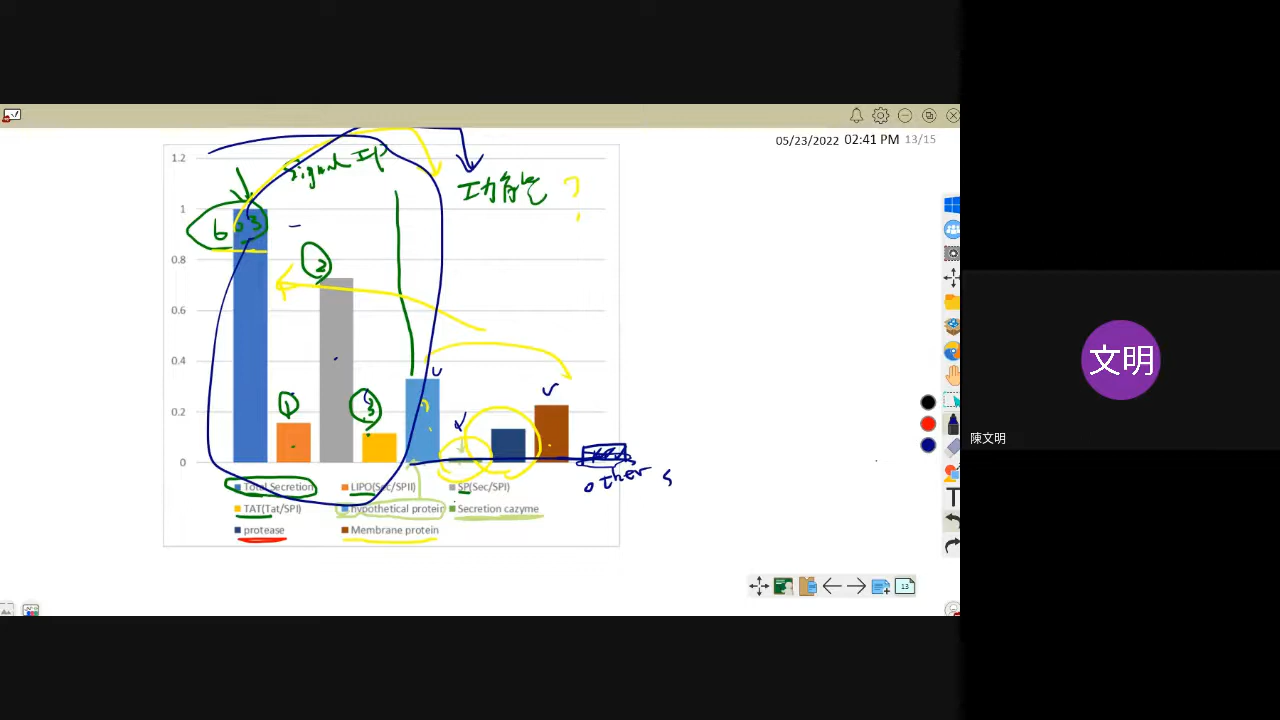 05/23/2022 02:41 PM 13/15
1.2
Signal IP
功能 ?
1
603
0.8
2
0.6
0.4
1
3
?
0.2
0
others
Total Secretion LIPO(Sec/SPII) SP(Sec/SPI)
TAT(Tat/SPI) hypothetical protein Secretion cazyme
protease Membrane protein
13
文明
陳文明